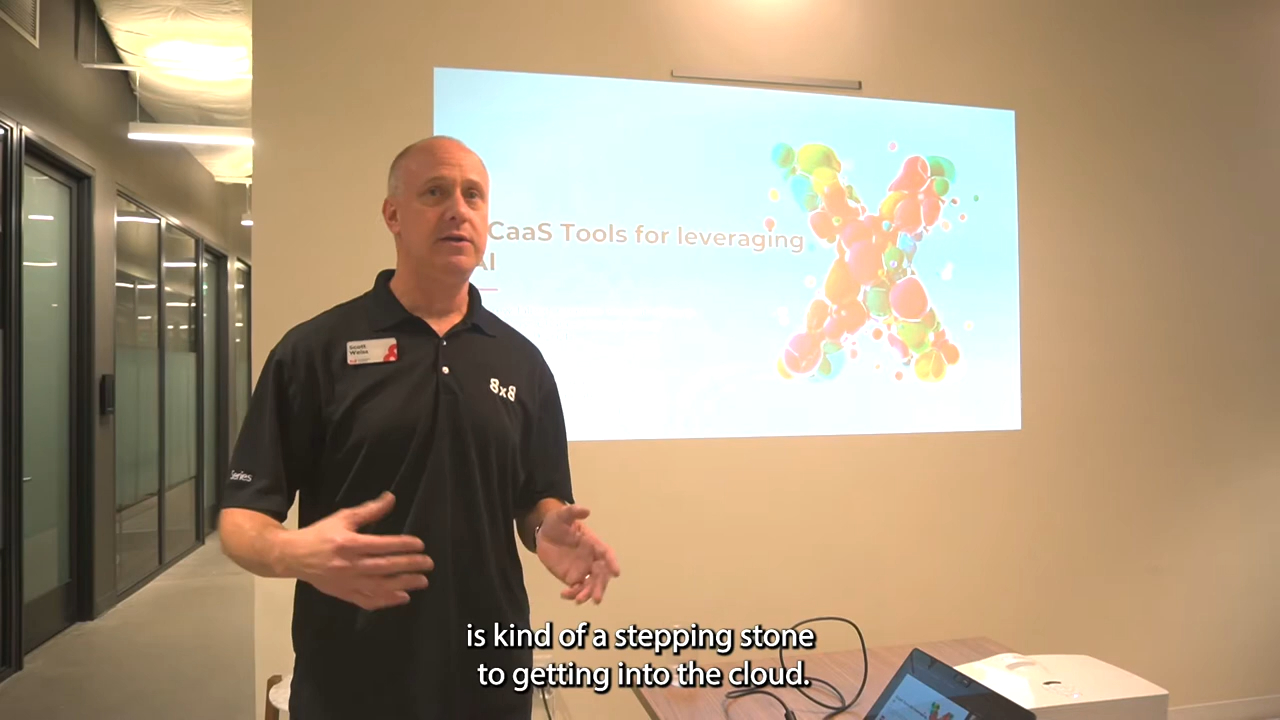 CaaS Tools for leveraging
AI
Scott
Weiss
8x8
Series
is kind of a stepping stone
to getting into the cloud.